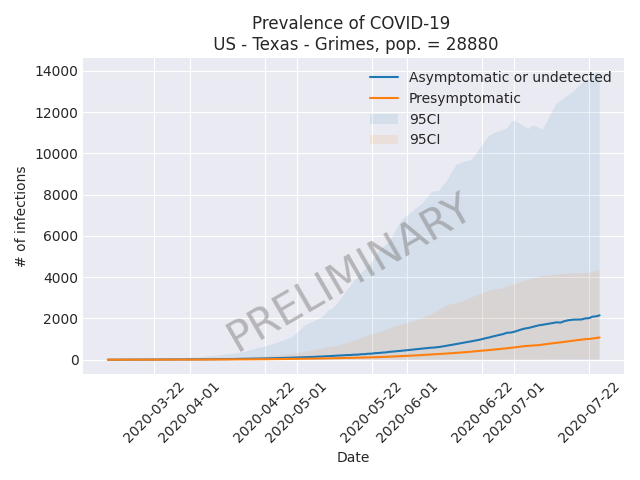 Prevalence of COVID-19
US - Texas - Grimes, pop. = 28880
14000
12000
10000
8000
6000
4000
2000
0
# of infections
Asymptomatic or undetected
Presymptomatic
95CI
95CI
PRELIMINARY
2020-03-22
2020-04-01
2020-04-22
2020-05-01
2020-05-22
2020-06-01
2020-06-22
2020-07-01
2020-07-22
Date